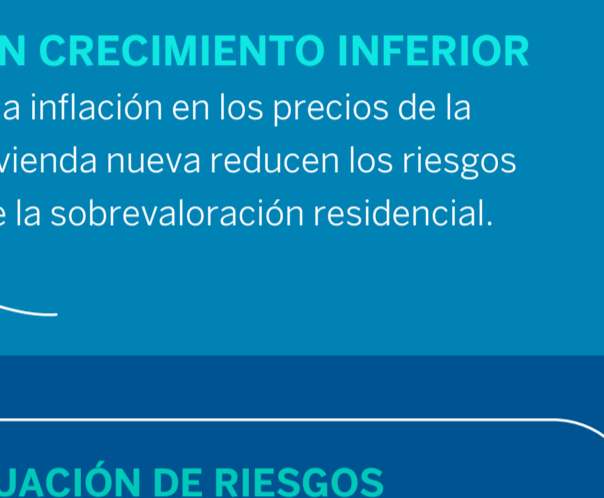 N CRECIMIENTO INFERIOR
a inflación en los precios de la
vienda nueva reducen los riesgos
e la sobrevaloración residencial.
UACIÓN DE RIESGOS